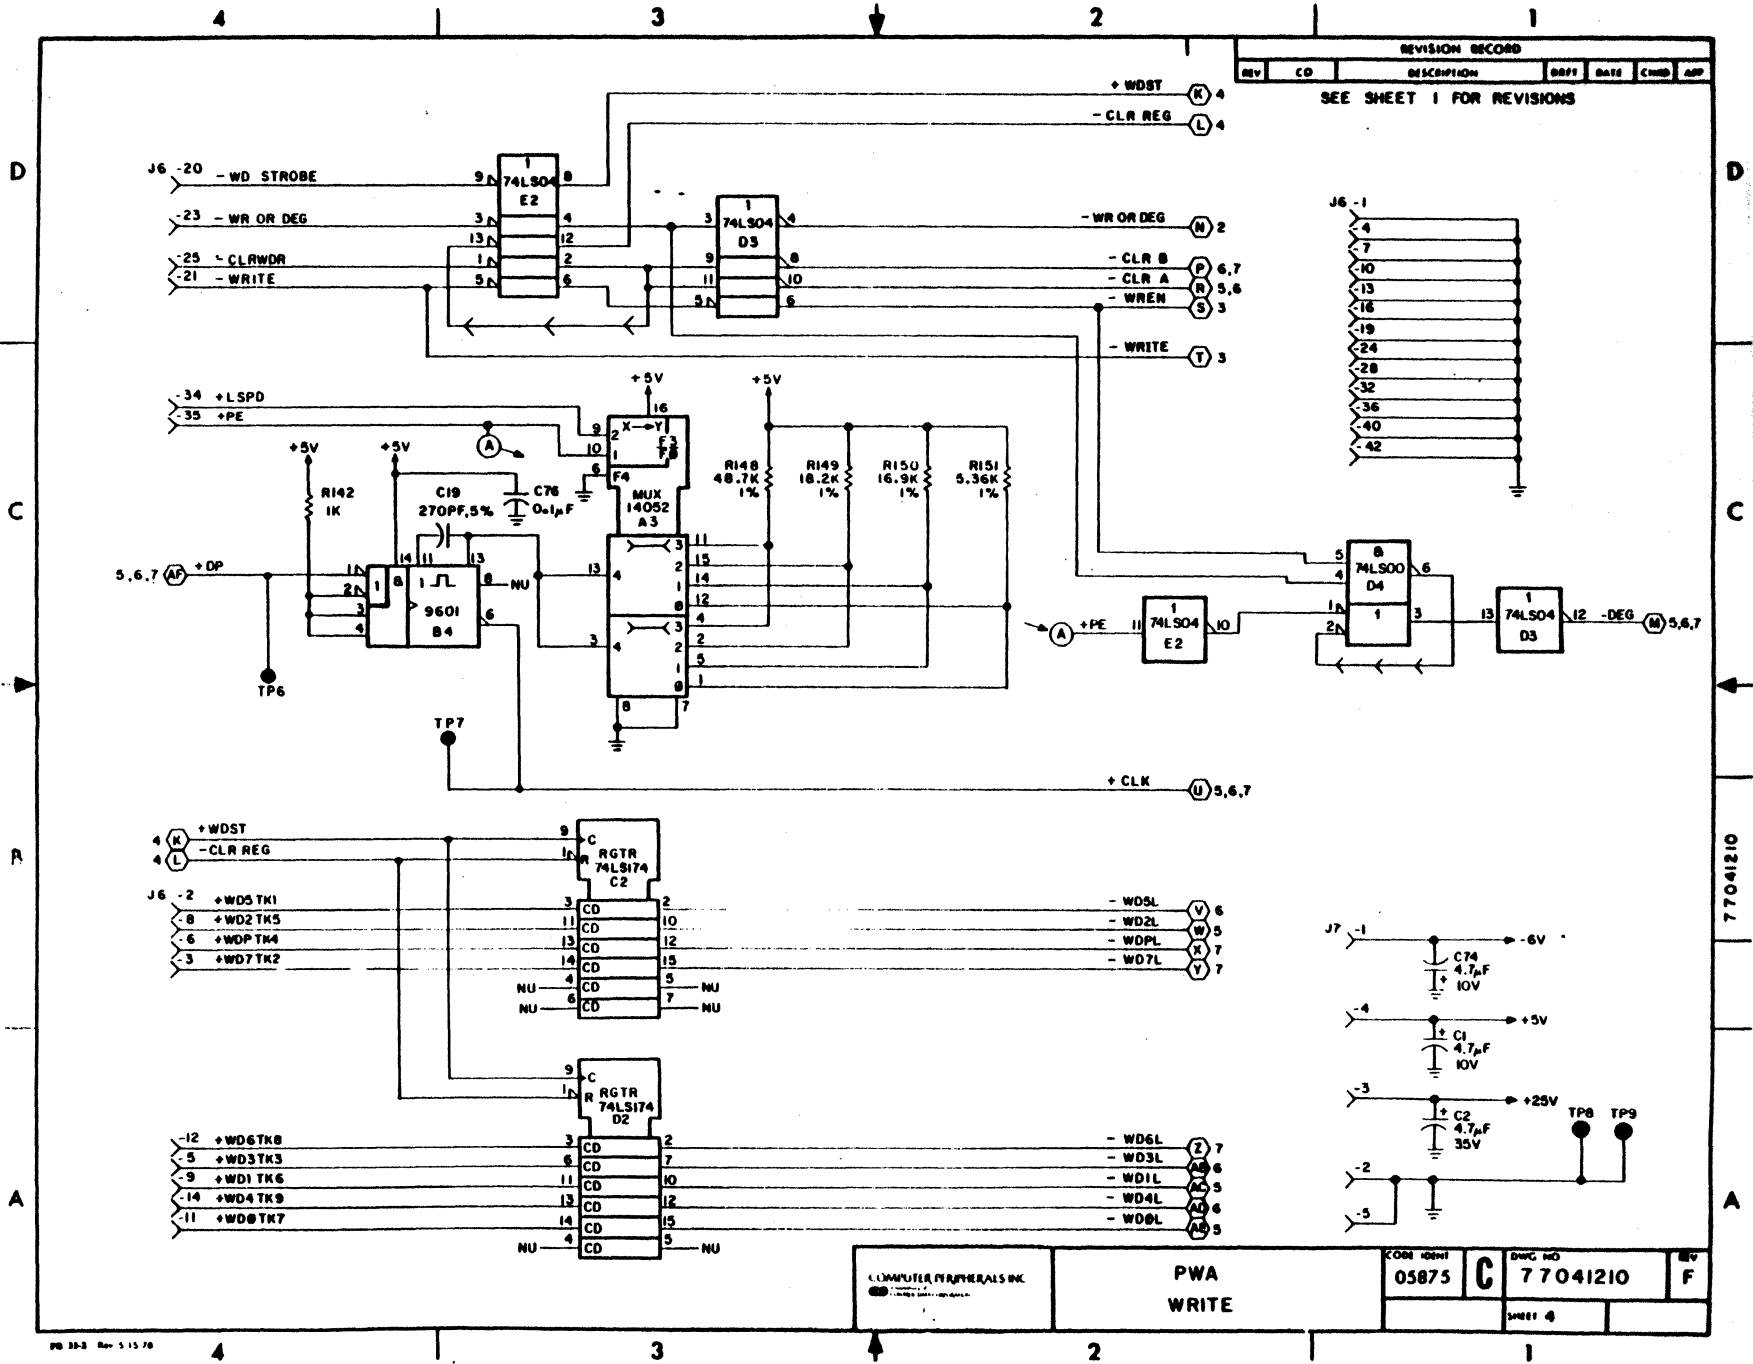 4 3 2 1
REVISION RECORD
REV CO DESCRIPTION DRFT DATE CHKD APP
SEE SHEET 1 FOR REVISIONS
+ WDST K 4
- CLR REG L 4
D D
J6 -20 - WD STROBE 9 8
1
74LS04
E2
-23 - WR OR DEG 3 4
13 12
-25 - CLRWDR 1 2
-21 - WRITE 5 6
1
74LS04
D3
3 4 - WR OR DEG N 2
9 8 - CLR B P 6,7
11 10 - CLR A R 5,6
5 6 - WREN S 3
- WRITE T 3
J6 -1
-4
-7
-10
-13
-16
-19
-24
-28
-32
-36
-40
-42
-34 +LSPD
-35 +PE
A
+5V +5V +5V +5V
16
9 2 X Y
10 1
6 F4
MUX
14052
A3
R142
1K
C19
270PF,5%
C76
0.1µF
R148
48.7K
1%
R149
18.2K
1%
R150
16.9K
1%
R151
5.36K
1%
C C
5,6,7 AF +DP
14 11 13
1 2 3 4
1 & 1
9601
B4
8 NU
6
13 4
3 11
2 15
1 14
0 12
3 4
3 4
2 2
1 5
0 1
8 7
TP6
TP7
+ CLK U 5,6,7
A +PE 11
1
74LS04
E2
10
5
4
&
74LS00
D4
6
1
2
1
3
13
1
74LS04
D3
12 -DEG M 5,6,7
4 K +WDST
4 L -CLR REG
9 C
1 R
RGTR
74LS174
C2
J6 -2 +WD5 TK1 3 CD 2 - WD5L V 6
-8 +WD2 TK5 11 CD 10 - WD2L W 5
-6 +WDP TK4 13 CD 12 - WDPL X 7
-3 +WD7 TK2 14 CD 15 - WD7L Y 7
NU 4 CD 5 NU
NU 6 CD 7 NU
9 C
1 R
RGTR
74LS174
D2
-12 +WD6 TK8 3 CD 2 - WD6L Z 7
-5 +WD3 TK3 6 CD 7 - WD3L 6
-9 +WD1 TK6 11 CD 10 - WD1L AC 5
-14 +WD4 TK9 13 CD 12 - WD4L AD 6
-11 +WD0 TK7 14 CD 15 - WD0L 5
NU 4 CD 5 NU
J7 -1 -6V
C74
4.7µF
10V
-4 +5V
C1
4.7µF
10V
-3 +25V
C2
4.7µF
35V
TP8 TP9
-2
-5
77041210
A A
COMPUTER PERIPHERALS INC
PWA
WRITE
CODE IDENT
05875
C
DWG NO
77041210
REV
F
SHEET 4
Rev 5 15 78
4 3 2 1